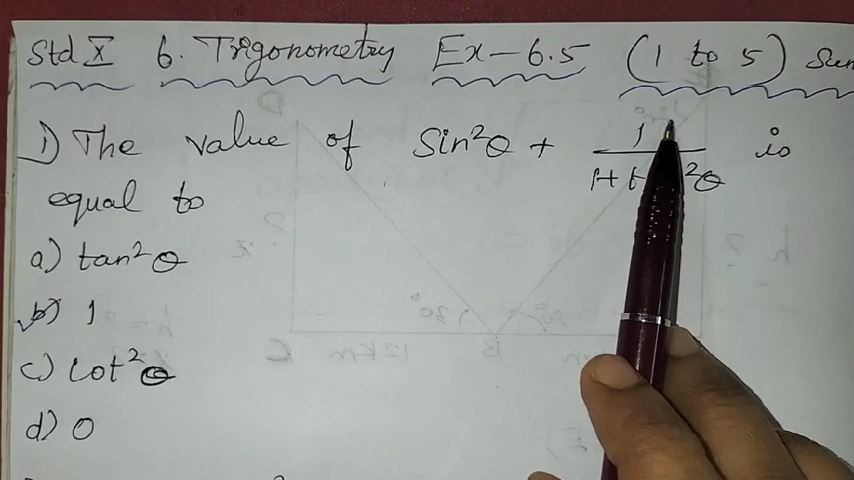 Std X 6. Trigonometry Ex-6.5 (1 to 5) Sum
1) The value of Sin²θ + 1 / 1+ t 2θ is
equal to
a) tan²θ
b) 1
c) Cot²θ
d) 0